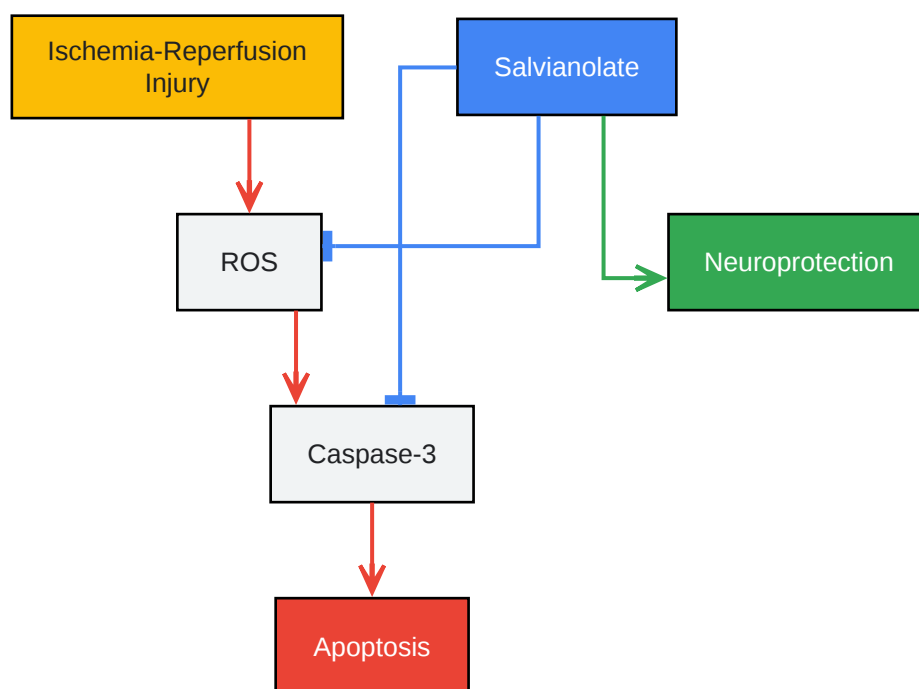 Ischemia-Reperfusion
Injury
Salvianolate
ROS
Neuroprotection
Caspase-3
Apoptosis